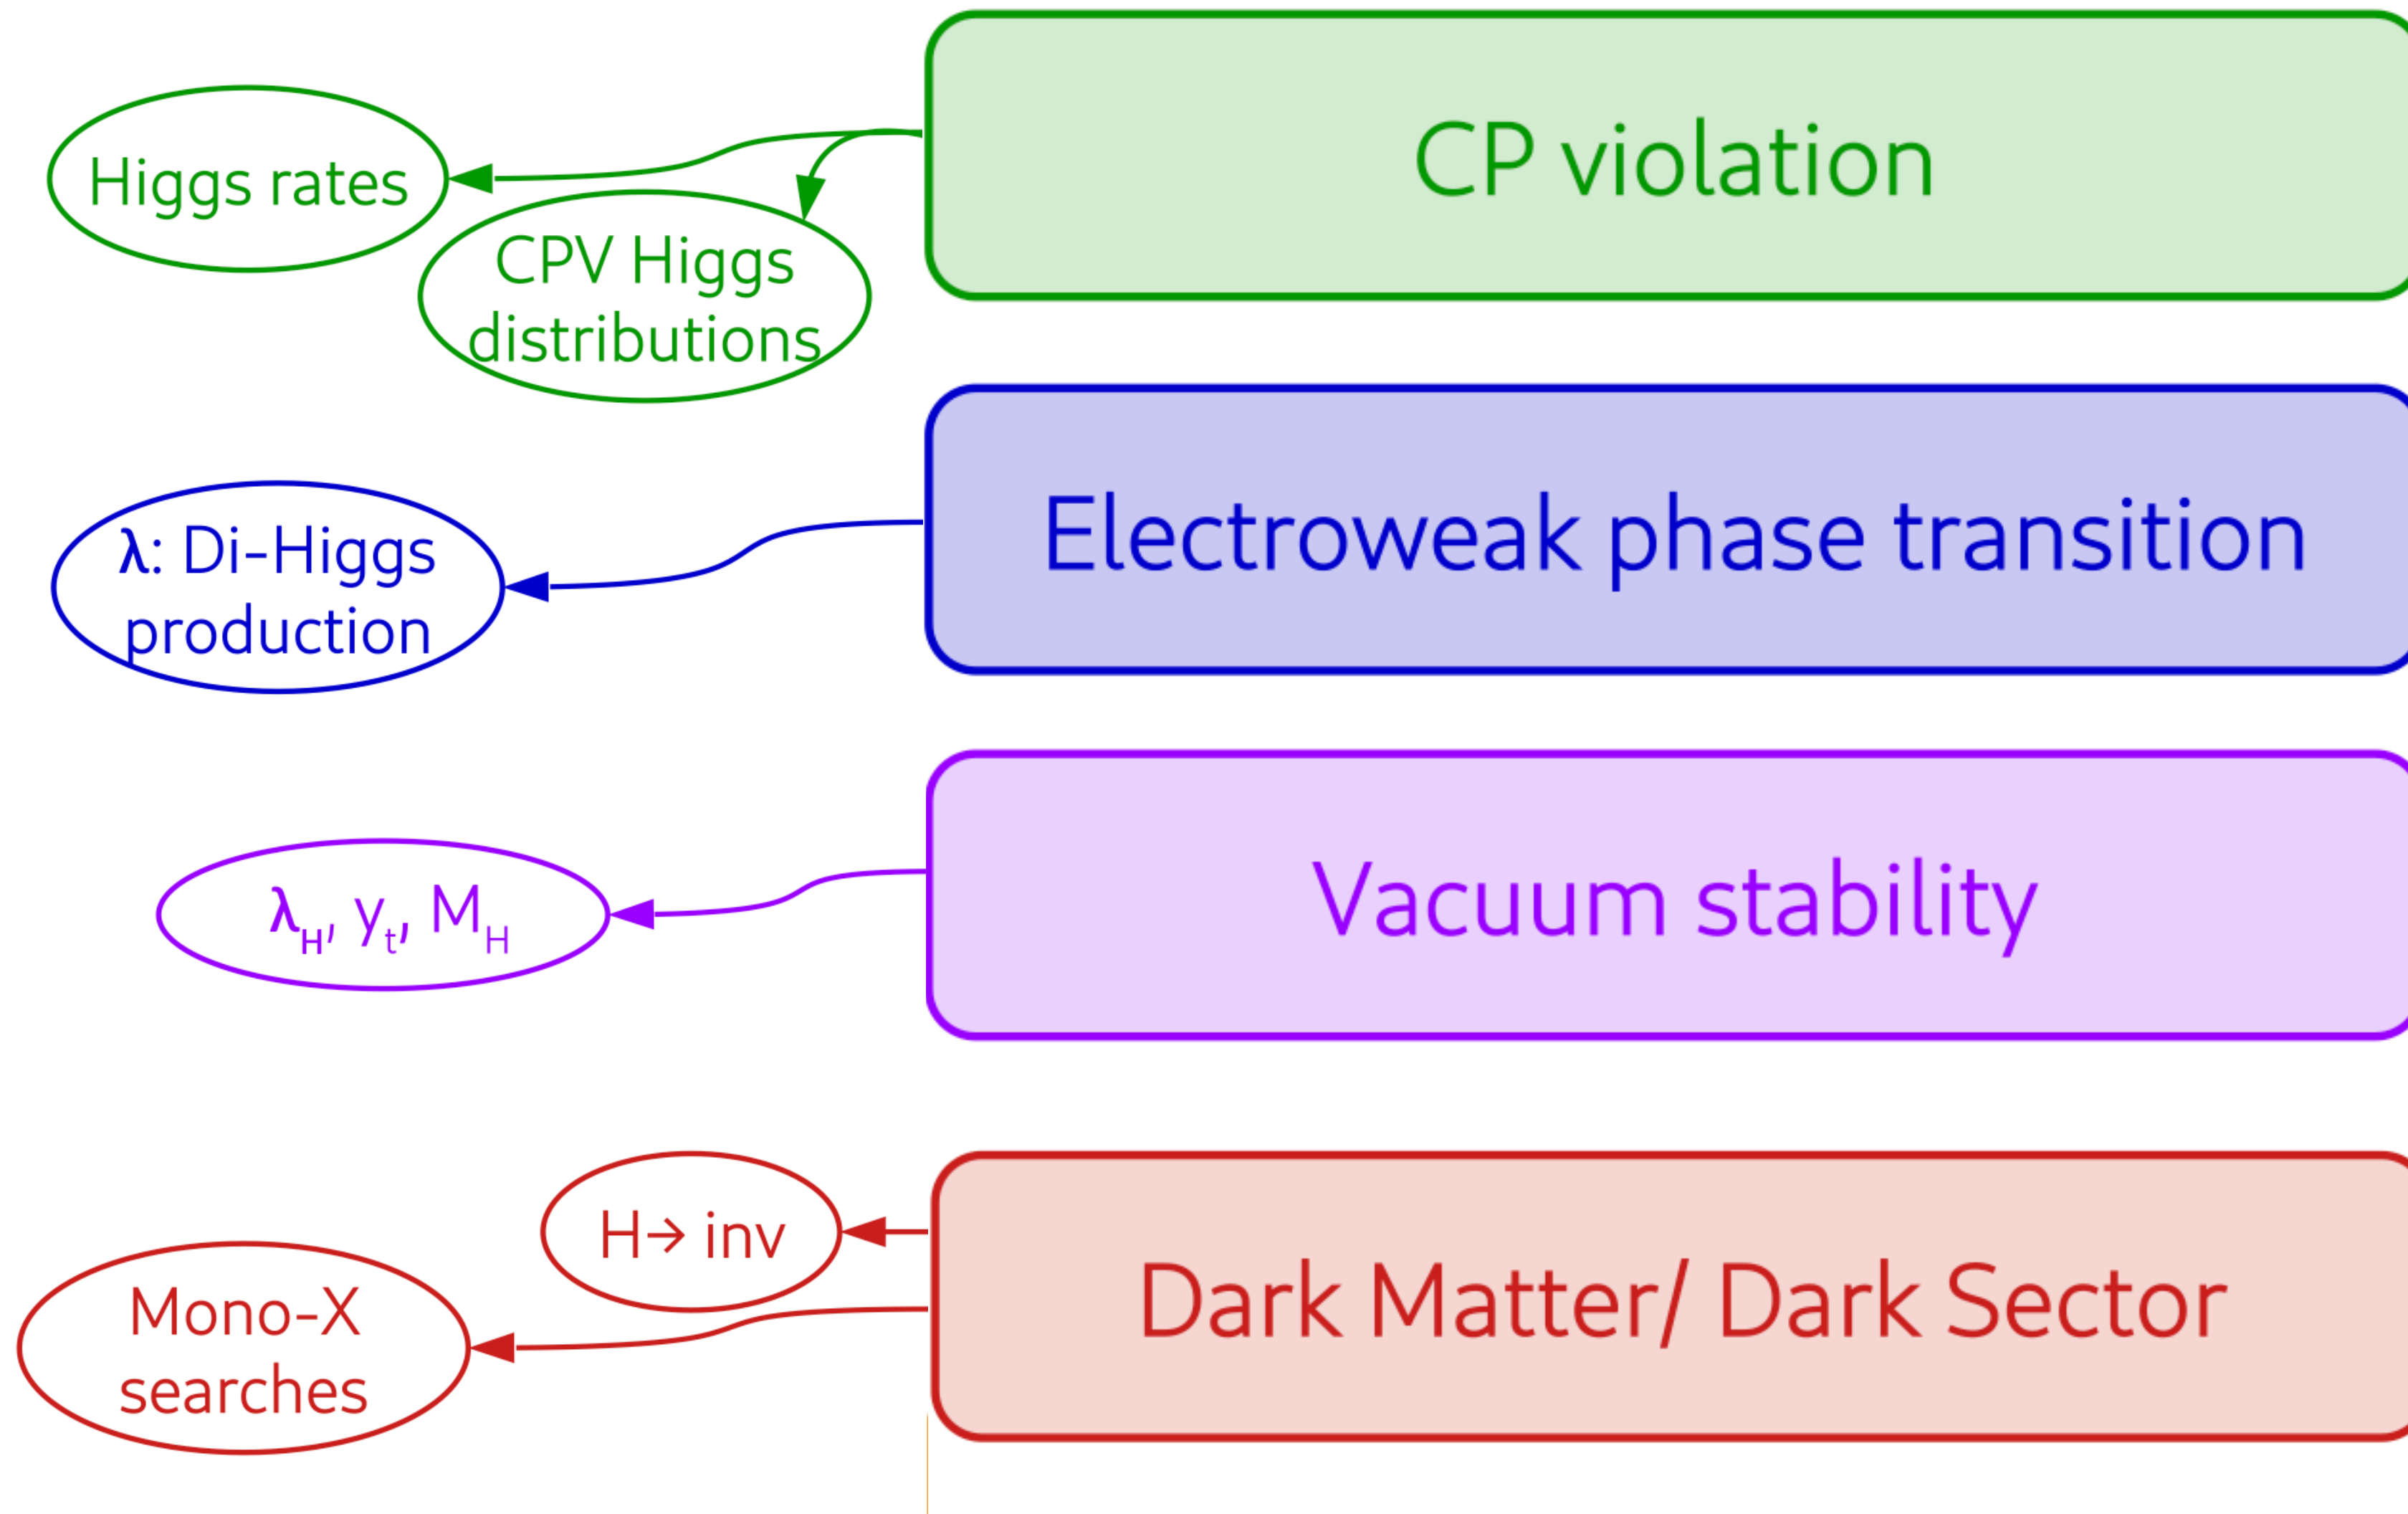 CP violation
Higgs rates
CPV Higgs
distributions
Electroweak phase transition
λ: Di-Higgs
production
Vacuum stability
λH, yt, MH
Dark Matter/ Dark Sector
H→ inv
Mono-X
searches